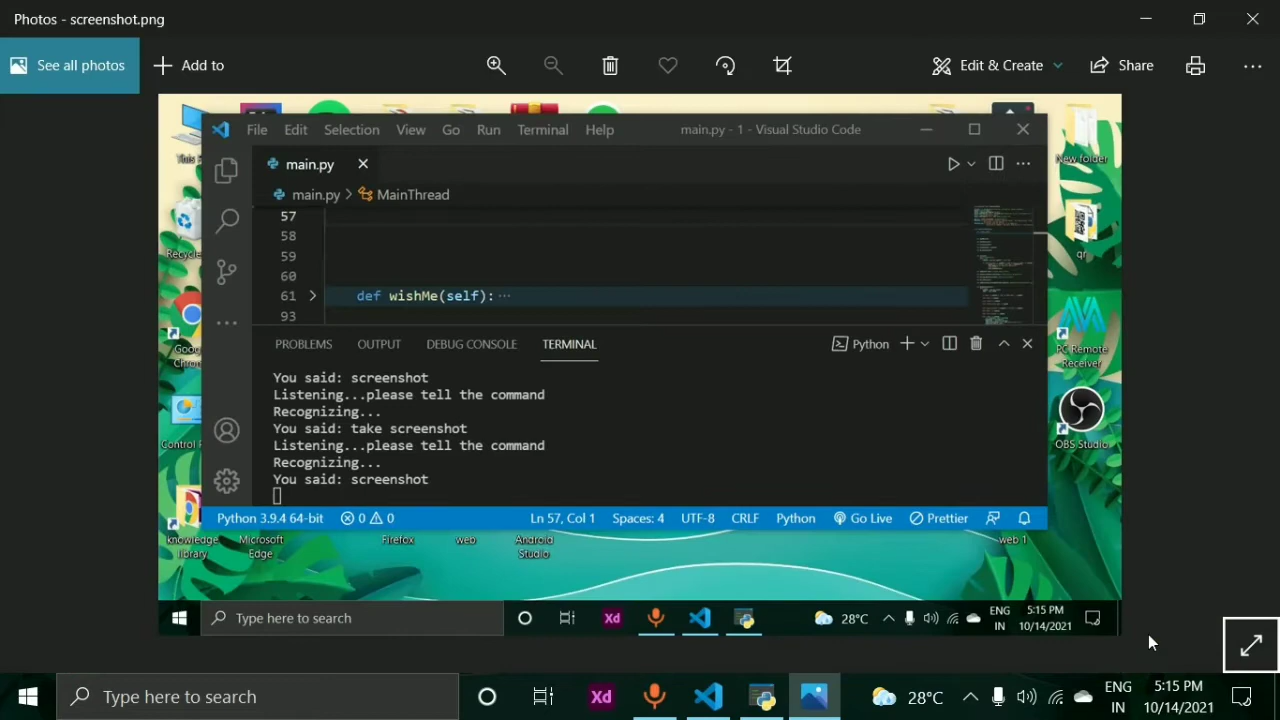 Photos - screenshot.png
See all photos
Add to
Edit & Create
Share
File Edit Selection View Go Run Terminal Help
main.py - 1 - Visual Studio Code
New folder
main.py
main.py > MainThread
57
58
59
60
61 > def wishMe(self): ···
93
qr
PC Remote
Receiver
PROBLEMS OUTPUT DEBUG CONSOLE TERMINAL
Python
You said: screenshot
Listening...please tell the command
Recognizing...
You said: take screenshot
Listening...please tell the command
Recognizing...
You said: screenshot
OBS Studio
Python 3.9.4 64-bit 0 0 Ln 57, Col 1 Spaces: 4 UTF-8 CRLF Python Go Live Prettier
knowledge
library
Microsoft
Edge
Firefox
web
Android
Studio
web 1
Type here to search
Xd
28°C
ENG
IN
5:15 PM
10/14/2021
Type here to search
Xd
28°C
ENG
IN
5:15 PM
10/14/2021